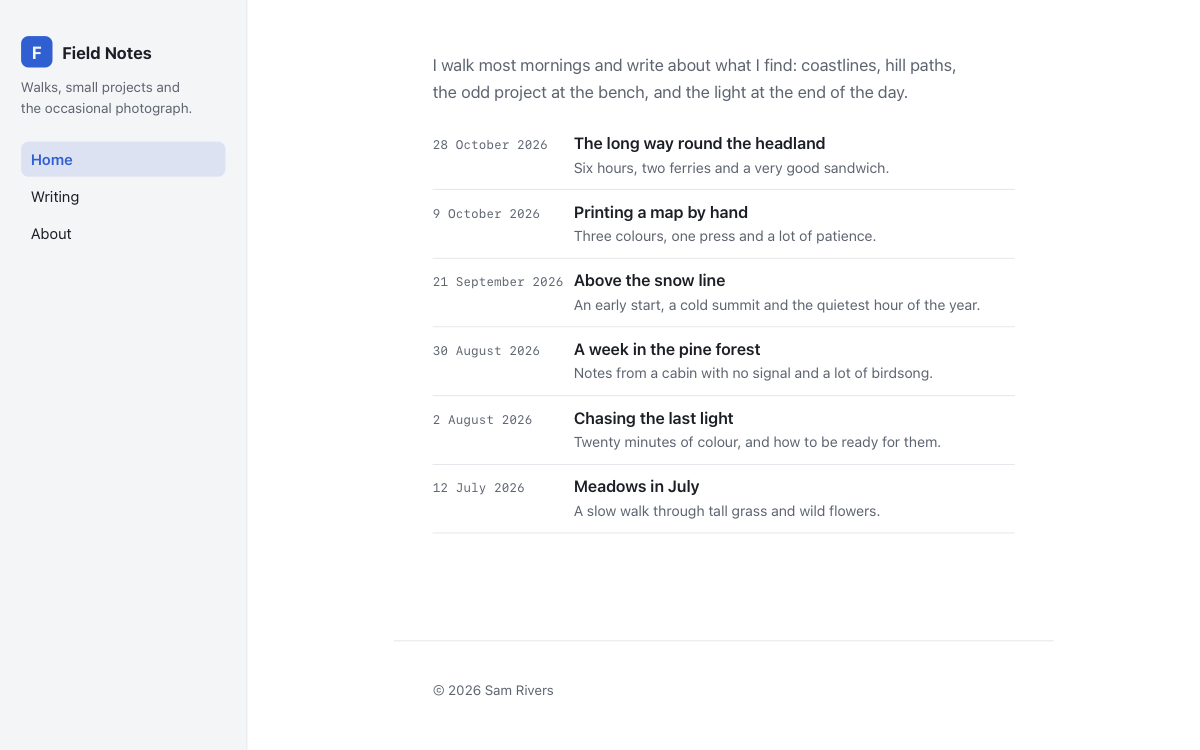 F
Field Notes
Walks, small projects and
the occasional photograph.
Home
Writing
About
I walk most mornings and write about what I find: coastlines, hill paths,
the odd project at the bench, and the light at the end of the day.
28 October 2026
The long way round the headland
Six hours, two ferries and a very good sandwich.
9 October 2026
Printing a map by hand
Three colours, one press and a lot of patience.
21 September 2026
Above the snow line
An early start, a cold summit and the quietest hour of the year.
30 August 2026
A week in the pine forest
Notes from a cabin with no signal and a lot of birdsong.
2 August 2026
Chasing the last light
Twenty minutes of colour, and how to be ready for them.
12 July 2026
Meadows in July
A slow walk through tall grass and wild flowers.
© 2026 Sam Rivers